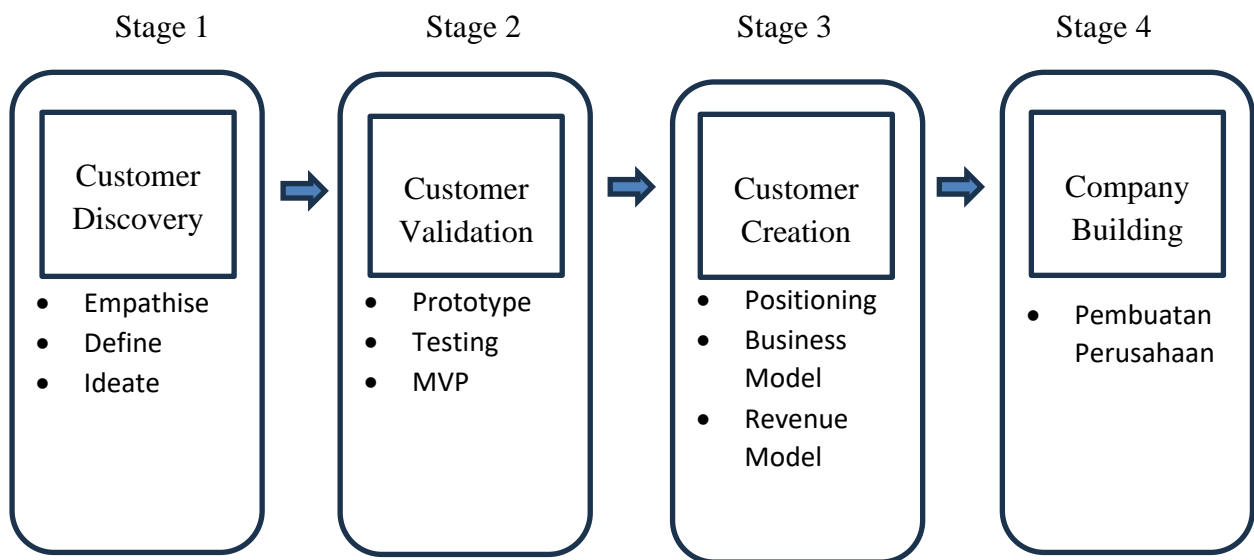 Stage 1
Stage 2
Stage 3
Stage 4
Customer
Discovery
• Empathise
• Define
• Ideate
Customer
Validation
• Prototype
• Testing
• MVP
Customer
Creation
• Positioning
• Business
Model
• Revenue
Model
Company
Building
• Pembuatan
Perusahaan